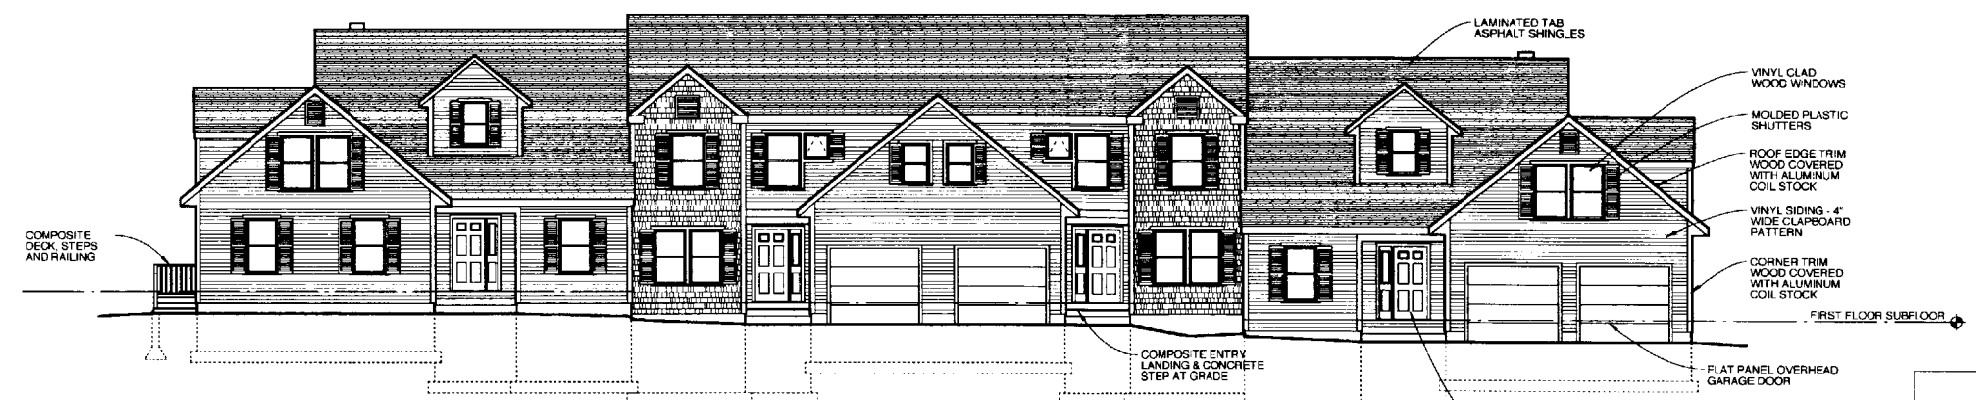 LAMINATED TAB
ASPHALT SHINGLES
VINYL CLAD
WOOD WINDOWS
MOLDED PLASTIC
SHUTTERS
ROOF EDGE TRIM
WOOD COVERED
WITH ALUMINUM
COIL STOCK
VINYL SIDING - 4"
WIDE CLAPBOARD
PATTERN
COMPOSITE
DECK, STEPS
AND RAILING
CORNER TRIM
WOOD COVERED
WITH ALUMINUM
COIL STOCK
FIRST FLOOR SUBFLOOR
COMPOSITE ENTRY
LANDING & CONCRETE
STEP AT GRADE
FLAT PANEL OVERHEAD
GARAGE DOOR